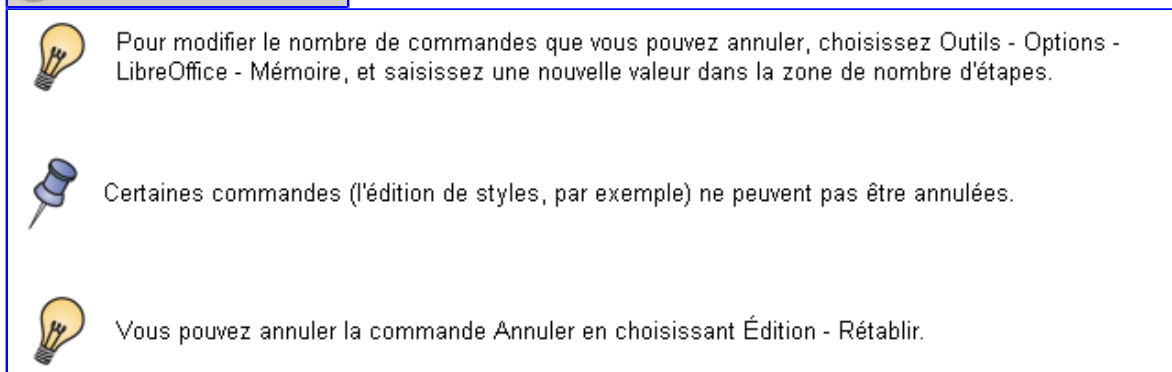 Pour modifier le nombre de commandes que vous pouvez annuler, choisissez Outils - Options -
LibreOffice - Mémoire, et saisissez une nouvelle valeur dans la zone de nombre d'étapes.
Certaines commandes (l'édition de styles, par exemple) ne peuvent pas être annulées.
Vous pouvez annuler la commande Annuler en choisissant Édition - Rétablir.